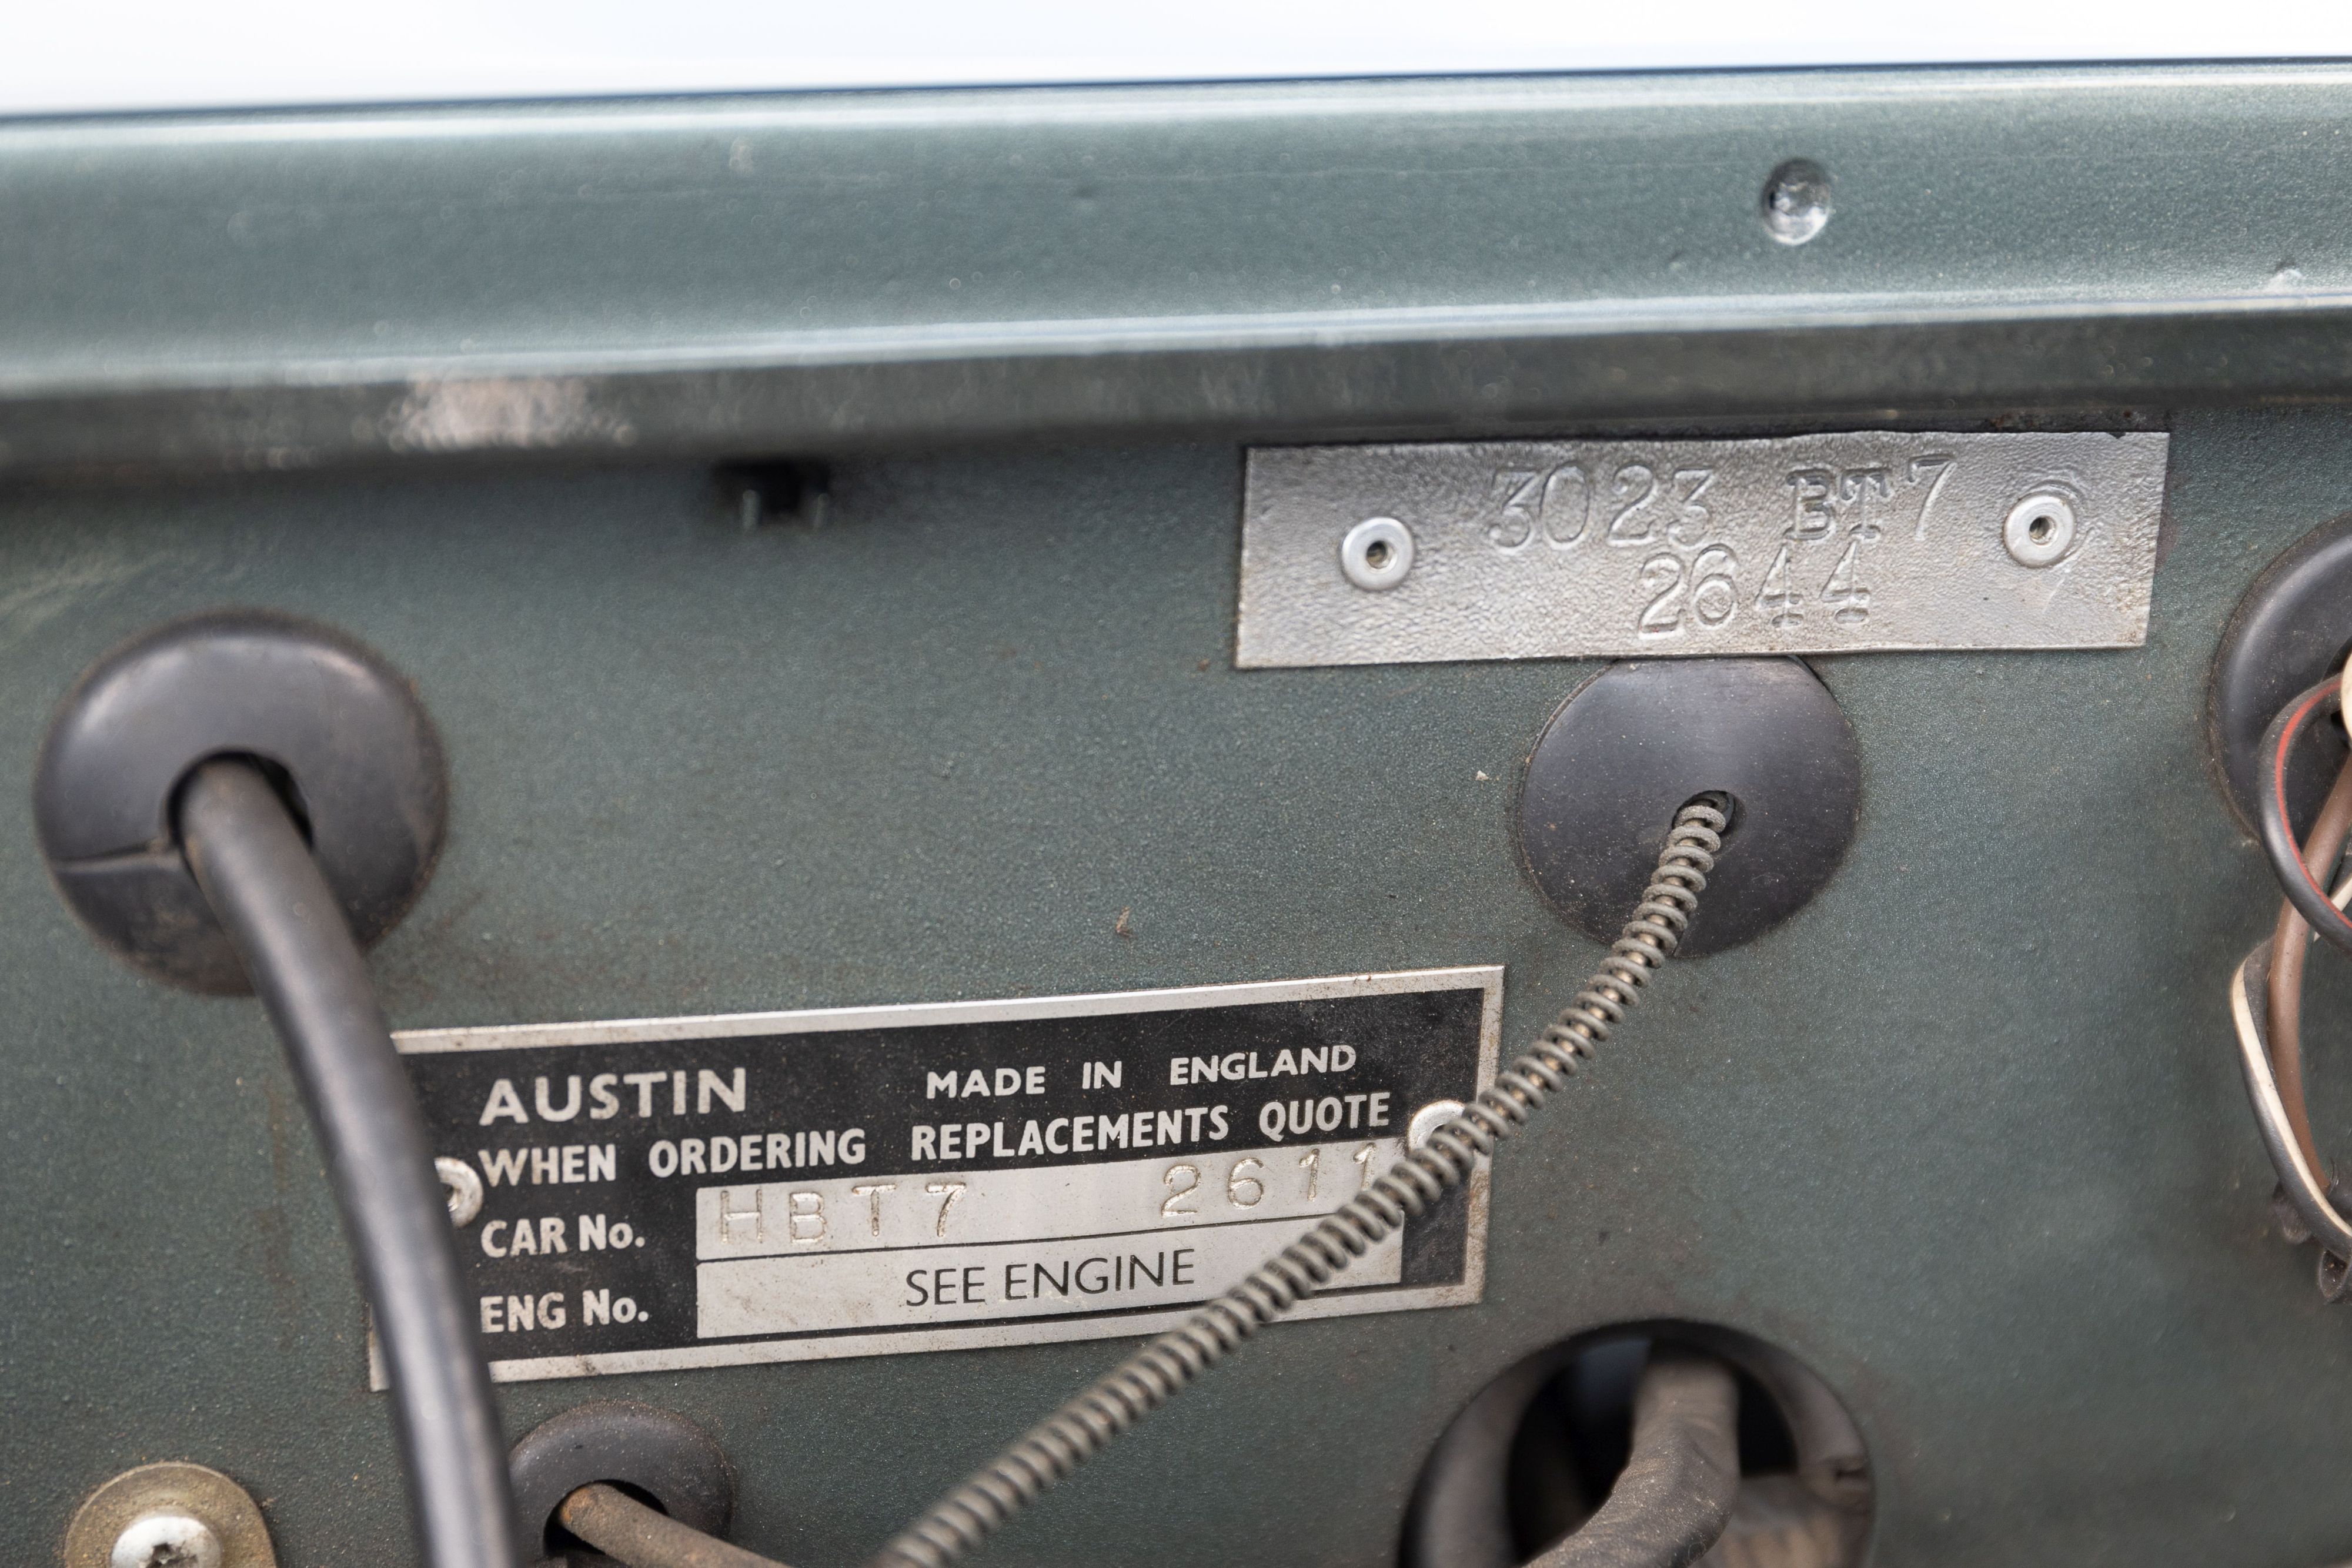 3023 BT7
2644
AUSTIN MADE IN ENGLAND
WHEN ORDERING REPLACEMENTS QUOTE
CAR No. HBT7 2611
ENG No. SEE ENGINE